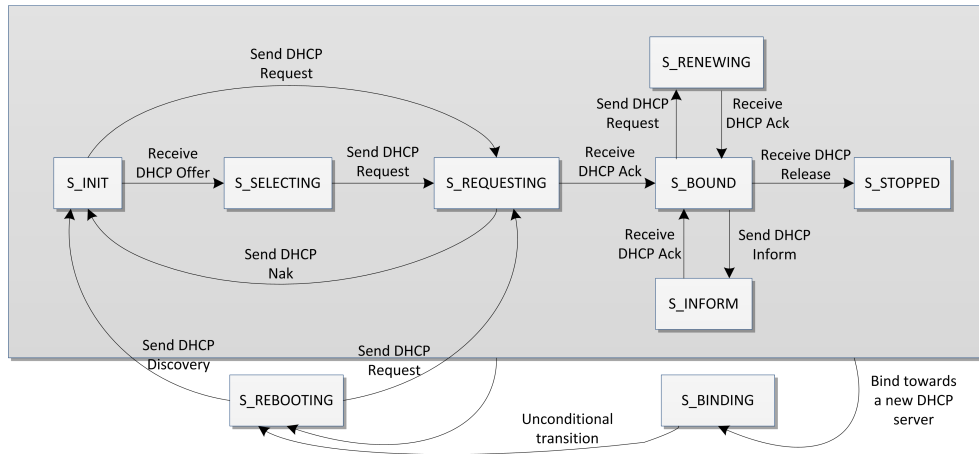 Send DHCP
Request
S_RENEWING
Send DHCP
Request
Receive
DHCP Ack
S_INIT
Receive
DHCP Offer
S_SELECTING
Send DHCP
Request
S_REQUESTING
Receive
DHCP Ack
S_BOUND
Receive DHCP
Release
S_STOPPED
Send DHCP
Nak
Receive
DHCP Ack
Send DHCP
Inform
S_INFORM
Send DHCP
Discovery
Send DHCP
Request
S_REBOOTING
S_BINDING
Bind towards
a new DHCP
server
Unconditional
transition